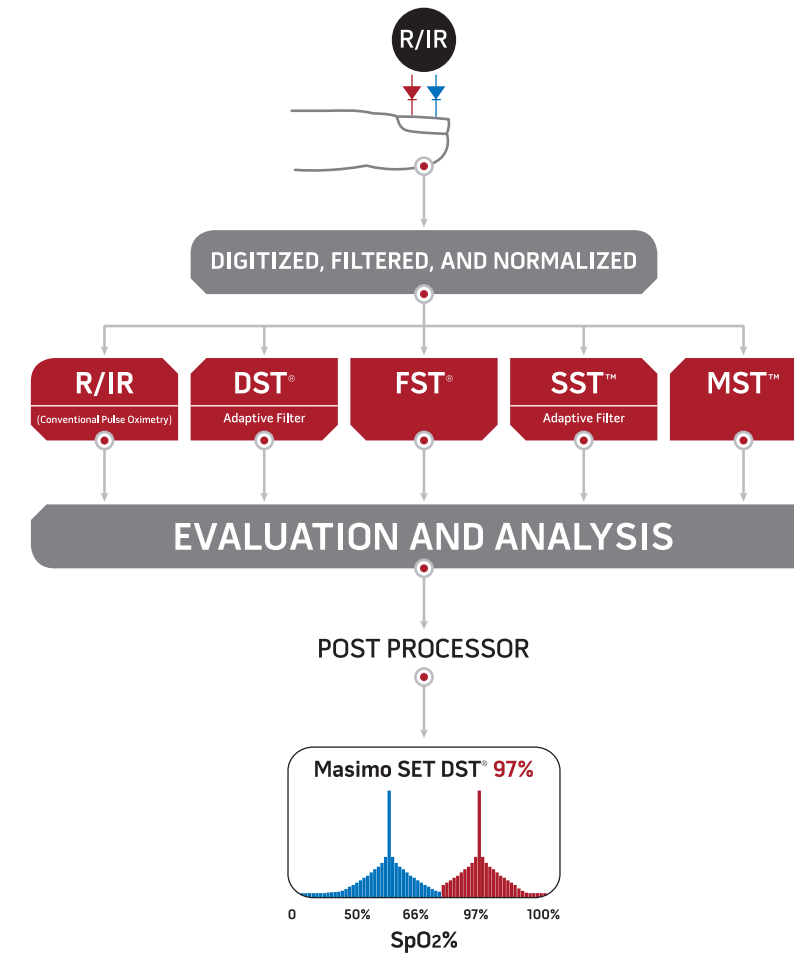 R/IR
DIGITIZED, FILTERED, AND NORMALIZED
R/IR
(Conventional Pulse Oximetry)
DST®
Adaptive Filter
FST®
SST™
Adaptive Filter
MST™
EVALUATION AND ANALYSIS
POST PROCESSOR
Masimo SET DST® 97%
0 50% 66% 97% 100%
SpO2%